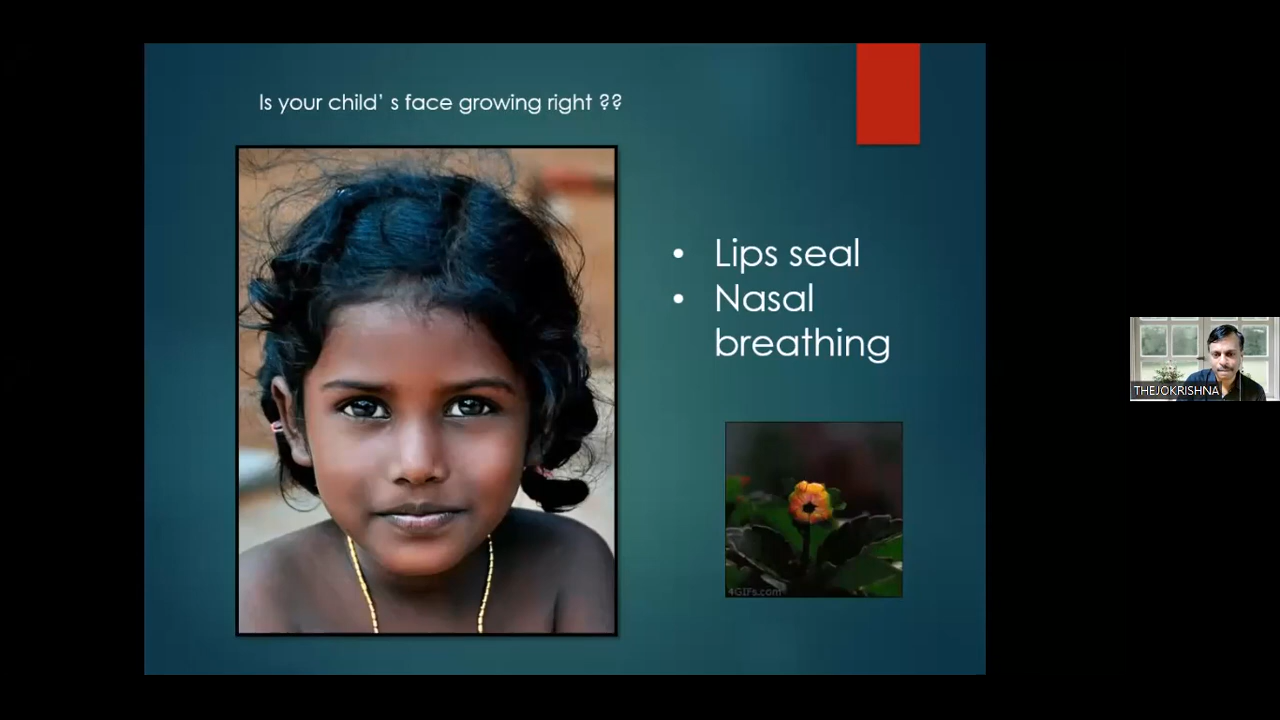 Is your child' s face growing right ??
• Lips seal
• Nasal
breathing
THEJOKRISHNA
4GIFs.com